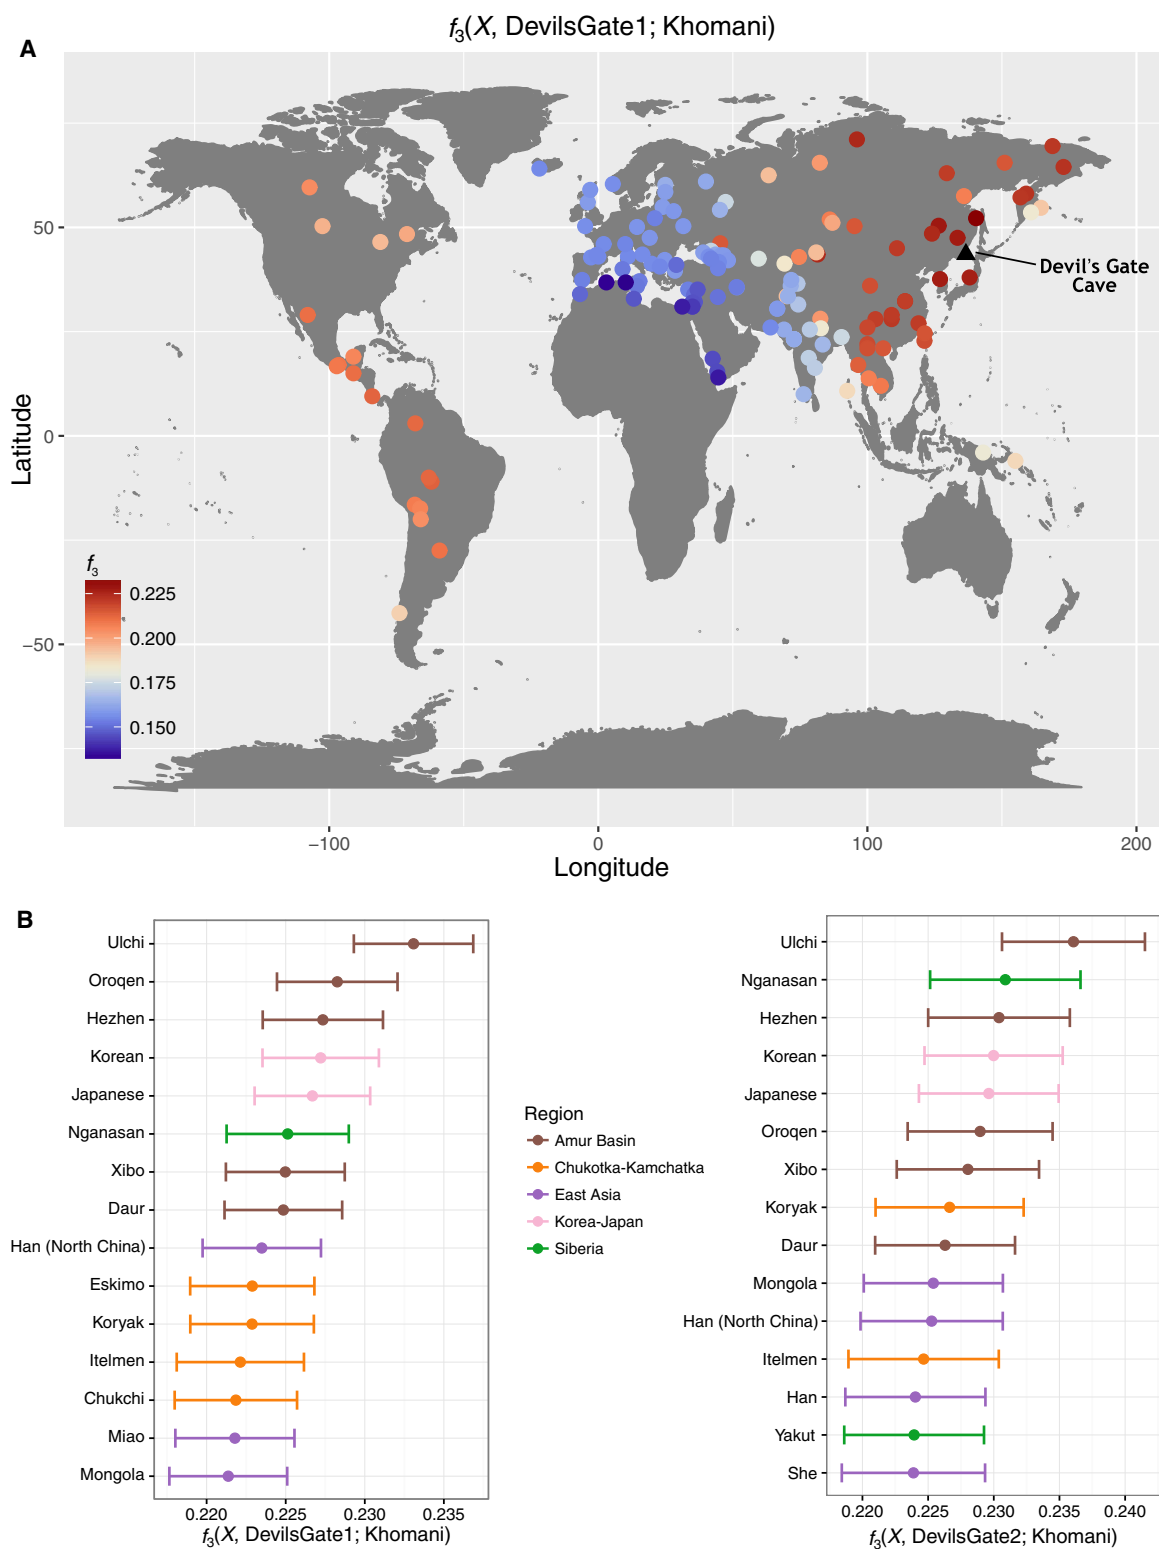 f3(X, DevilsGate1; Khomani)
A
50
0
−50
Latitude
Devil's Gate
Cave
f3
0.225
0.200
0.175
0.150
−100
0
100
200
Longitude
B
Ulchi
Oroqen
Hezhen
Korean
Japanese
Nganasan
Xibo
Daur
Han (North China)
Eskimo
Koryak
Itelmen
Chukchi
Miao
Mongola
0.220
0.225
0.230
0.235
f3(X, DevilsGate1; Khomani)
Region
Amur Basin
Chukotka-Kamchatka
East Asia
Korea-Japan
Siberia
Ulchi
Nganasan
Hezhen
Korean
Japanese
Oroqen
Xibo
Koryak
Daur
Mongola
Han (North China)
Itelmen
Han
Yakut
She
0.220
0.225
0.230
0.235
0.240
f3(X, DevilsGate2; Khomani)